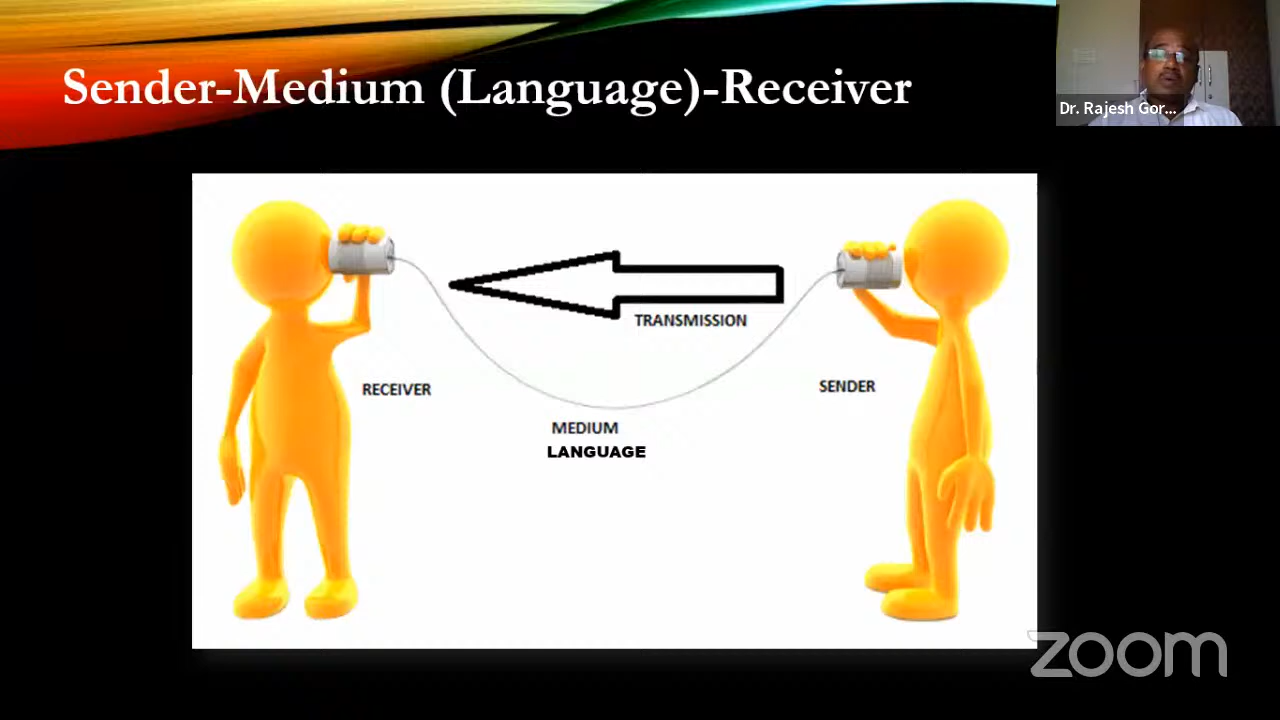 Sender-Medium (Language)-Receiver
Dr. Rajesh Gor...
TRANSMISSION
RECEIVER
SENDER
MEDIUM
LANGUAGE
zoom